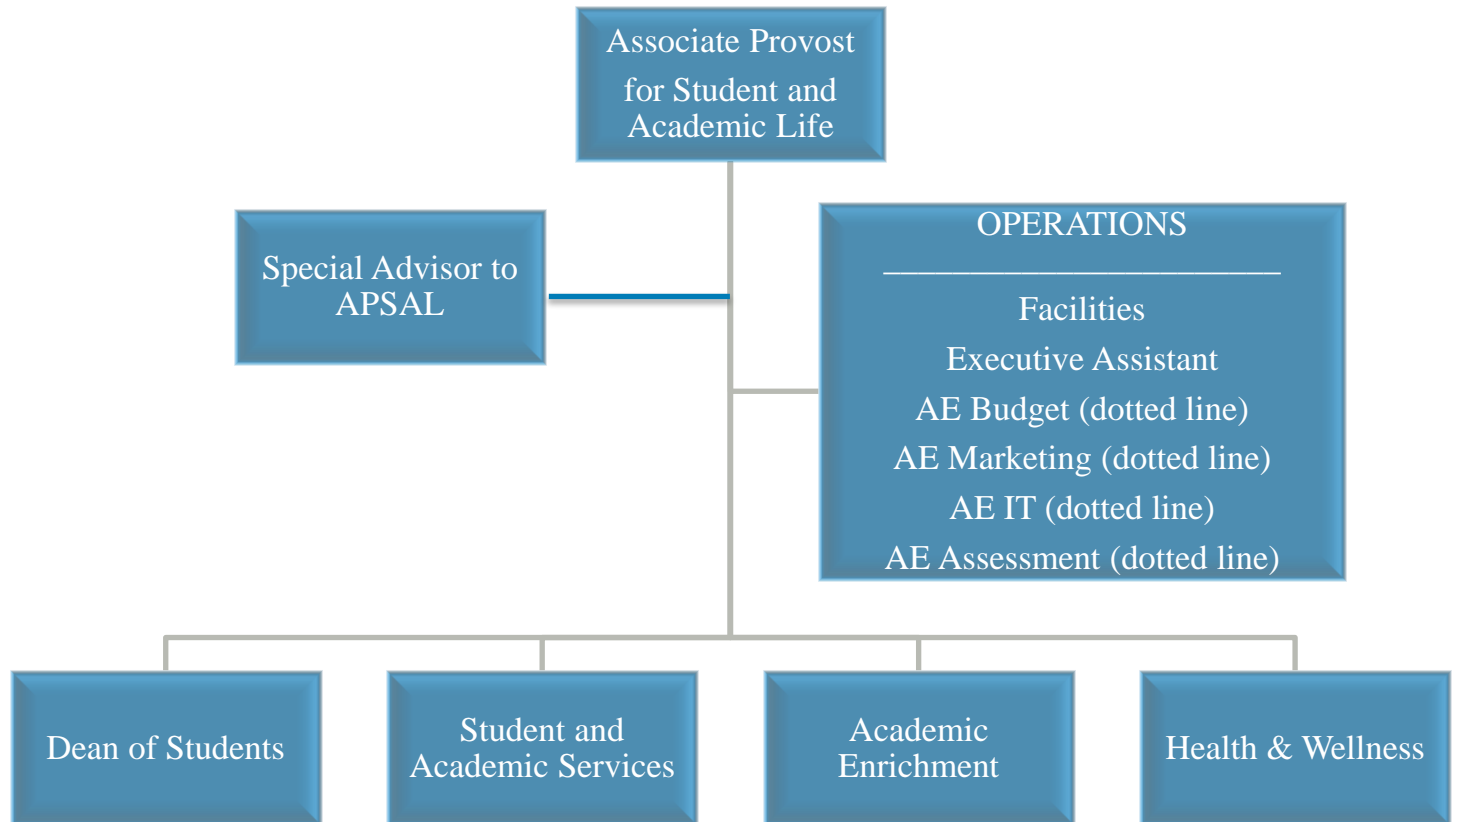 Associate Provost
for Student and
Academic Life
Special Advisor to
APSAL
OPERATIONS
Facilities
Executive Assistant
AE Budget (dotted line)
AE Marketing (dotted line)
AE IT (dotted line)
AE Assessment (dotted line)
Dean of Students
Student and
Academic Services
Academic
Enrichment
Health & Wellness